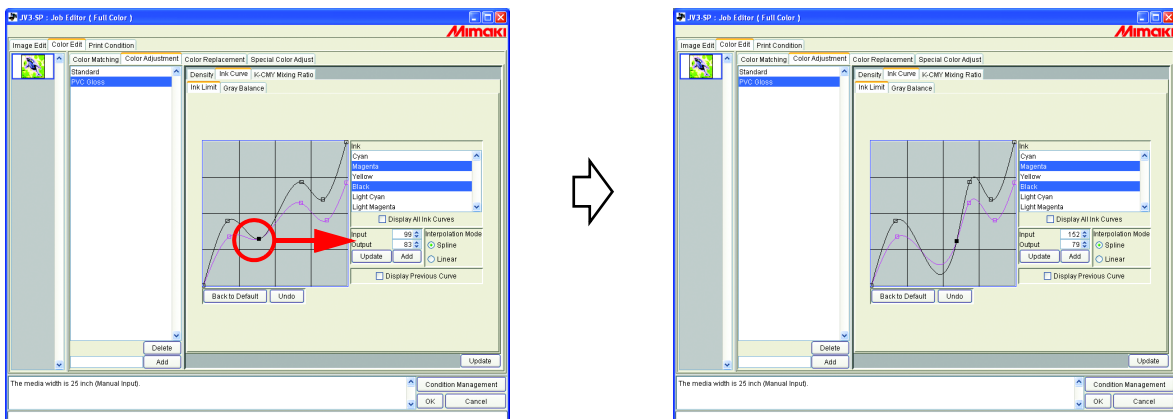 JV3-SP : Job Editor ( Full Color )
Mimaki
Image Edit Color Edit Print Condition
Color Matching Color Adjustment Color Replacement Special Color Adjust
Standard
PVC Gloss
Density Ink Curve K-CMY Mixing Ratio
Ink Limit Gray Balance
Ink
Cyan
Magenta
Yellow
Black
Light Cyan
Light Magenta
Display All Ink Curves
Input 99 Interpolation Mode
Output 83 Spline
Update Add Linear
Display Previous Curve
Back to Default Undo
Delete
Add Update
The media width is 25 inch (Manual Input). Condition Management
OK Cancel
JV3-SP : Job Editor ( Full Color )
Mimaki
Image Edit Color Edit Print Condition
Color Matching Color Adjustment Color Replacement Special Color Adjust
Standard
PVC Gloss
Density Ink Curve K-CMY Mixing Ratio
Ink Limit Gray Balance
Ink
Cyan
Magenta
Yellow
Black
Light Cyan
Light Magenta
Display All Ink Curves
Input 152 Interpolation Mode
Output 79 Spline
Update Add Linear
Display Previous Curve
Back to Default Undo
Delete
Add Update
The media width is 25 inch (Manual Input). Condition Management
OK Cancel